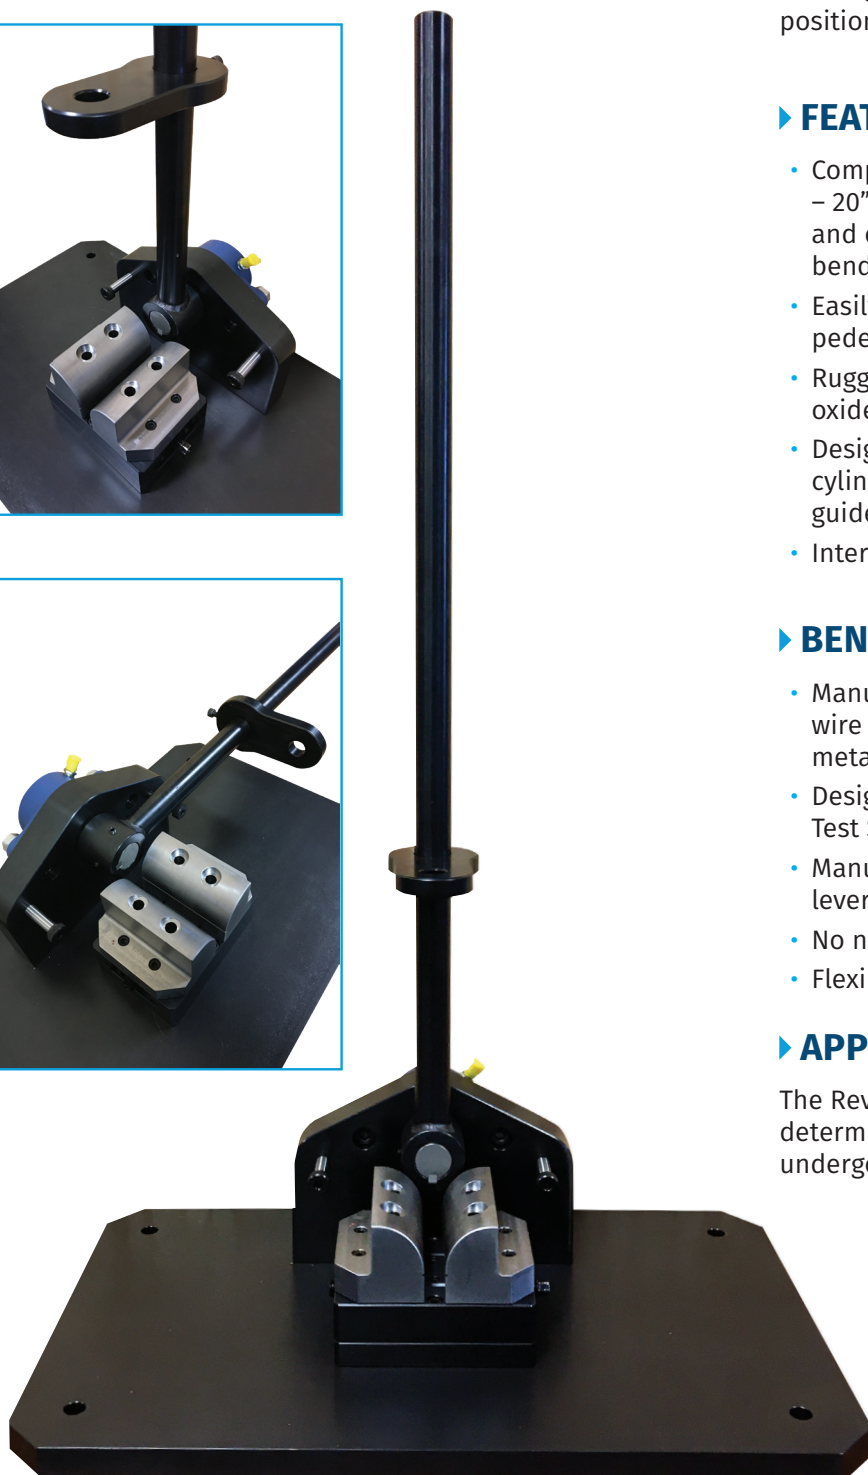 position
FEAT
• Comp
– 20”
and
bend
• Easil
pede
• Rugg
oxide
• Desig
cylin
guide
• Inter
BEN
• Manu
wire
meta
• Desig
Test
• Manu
lever
• No n
• Flexi
APP
The Rev
determ
underg